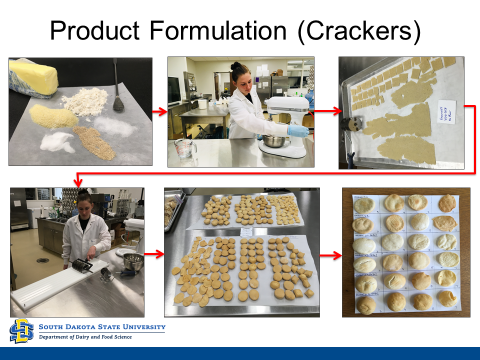 Product Formulation (Crackers)
SOUTH DAKOTA STATE UNIVERSITY
Department of Dairy and Food Science